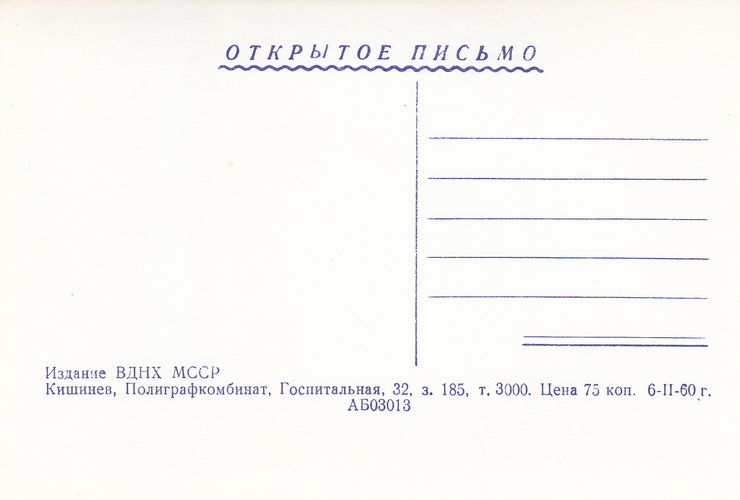 ОТКРЫТОЕ ПИСЬМО
Издание ВДНХ МССР
Кишинев, Полиграфкомбинат, Госпитальная, 32, з. 185, т. 3000. Цена 75 коп. 6-II-60 г.
АБ03013